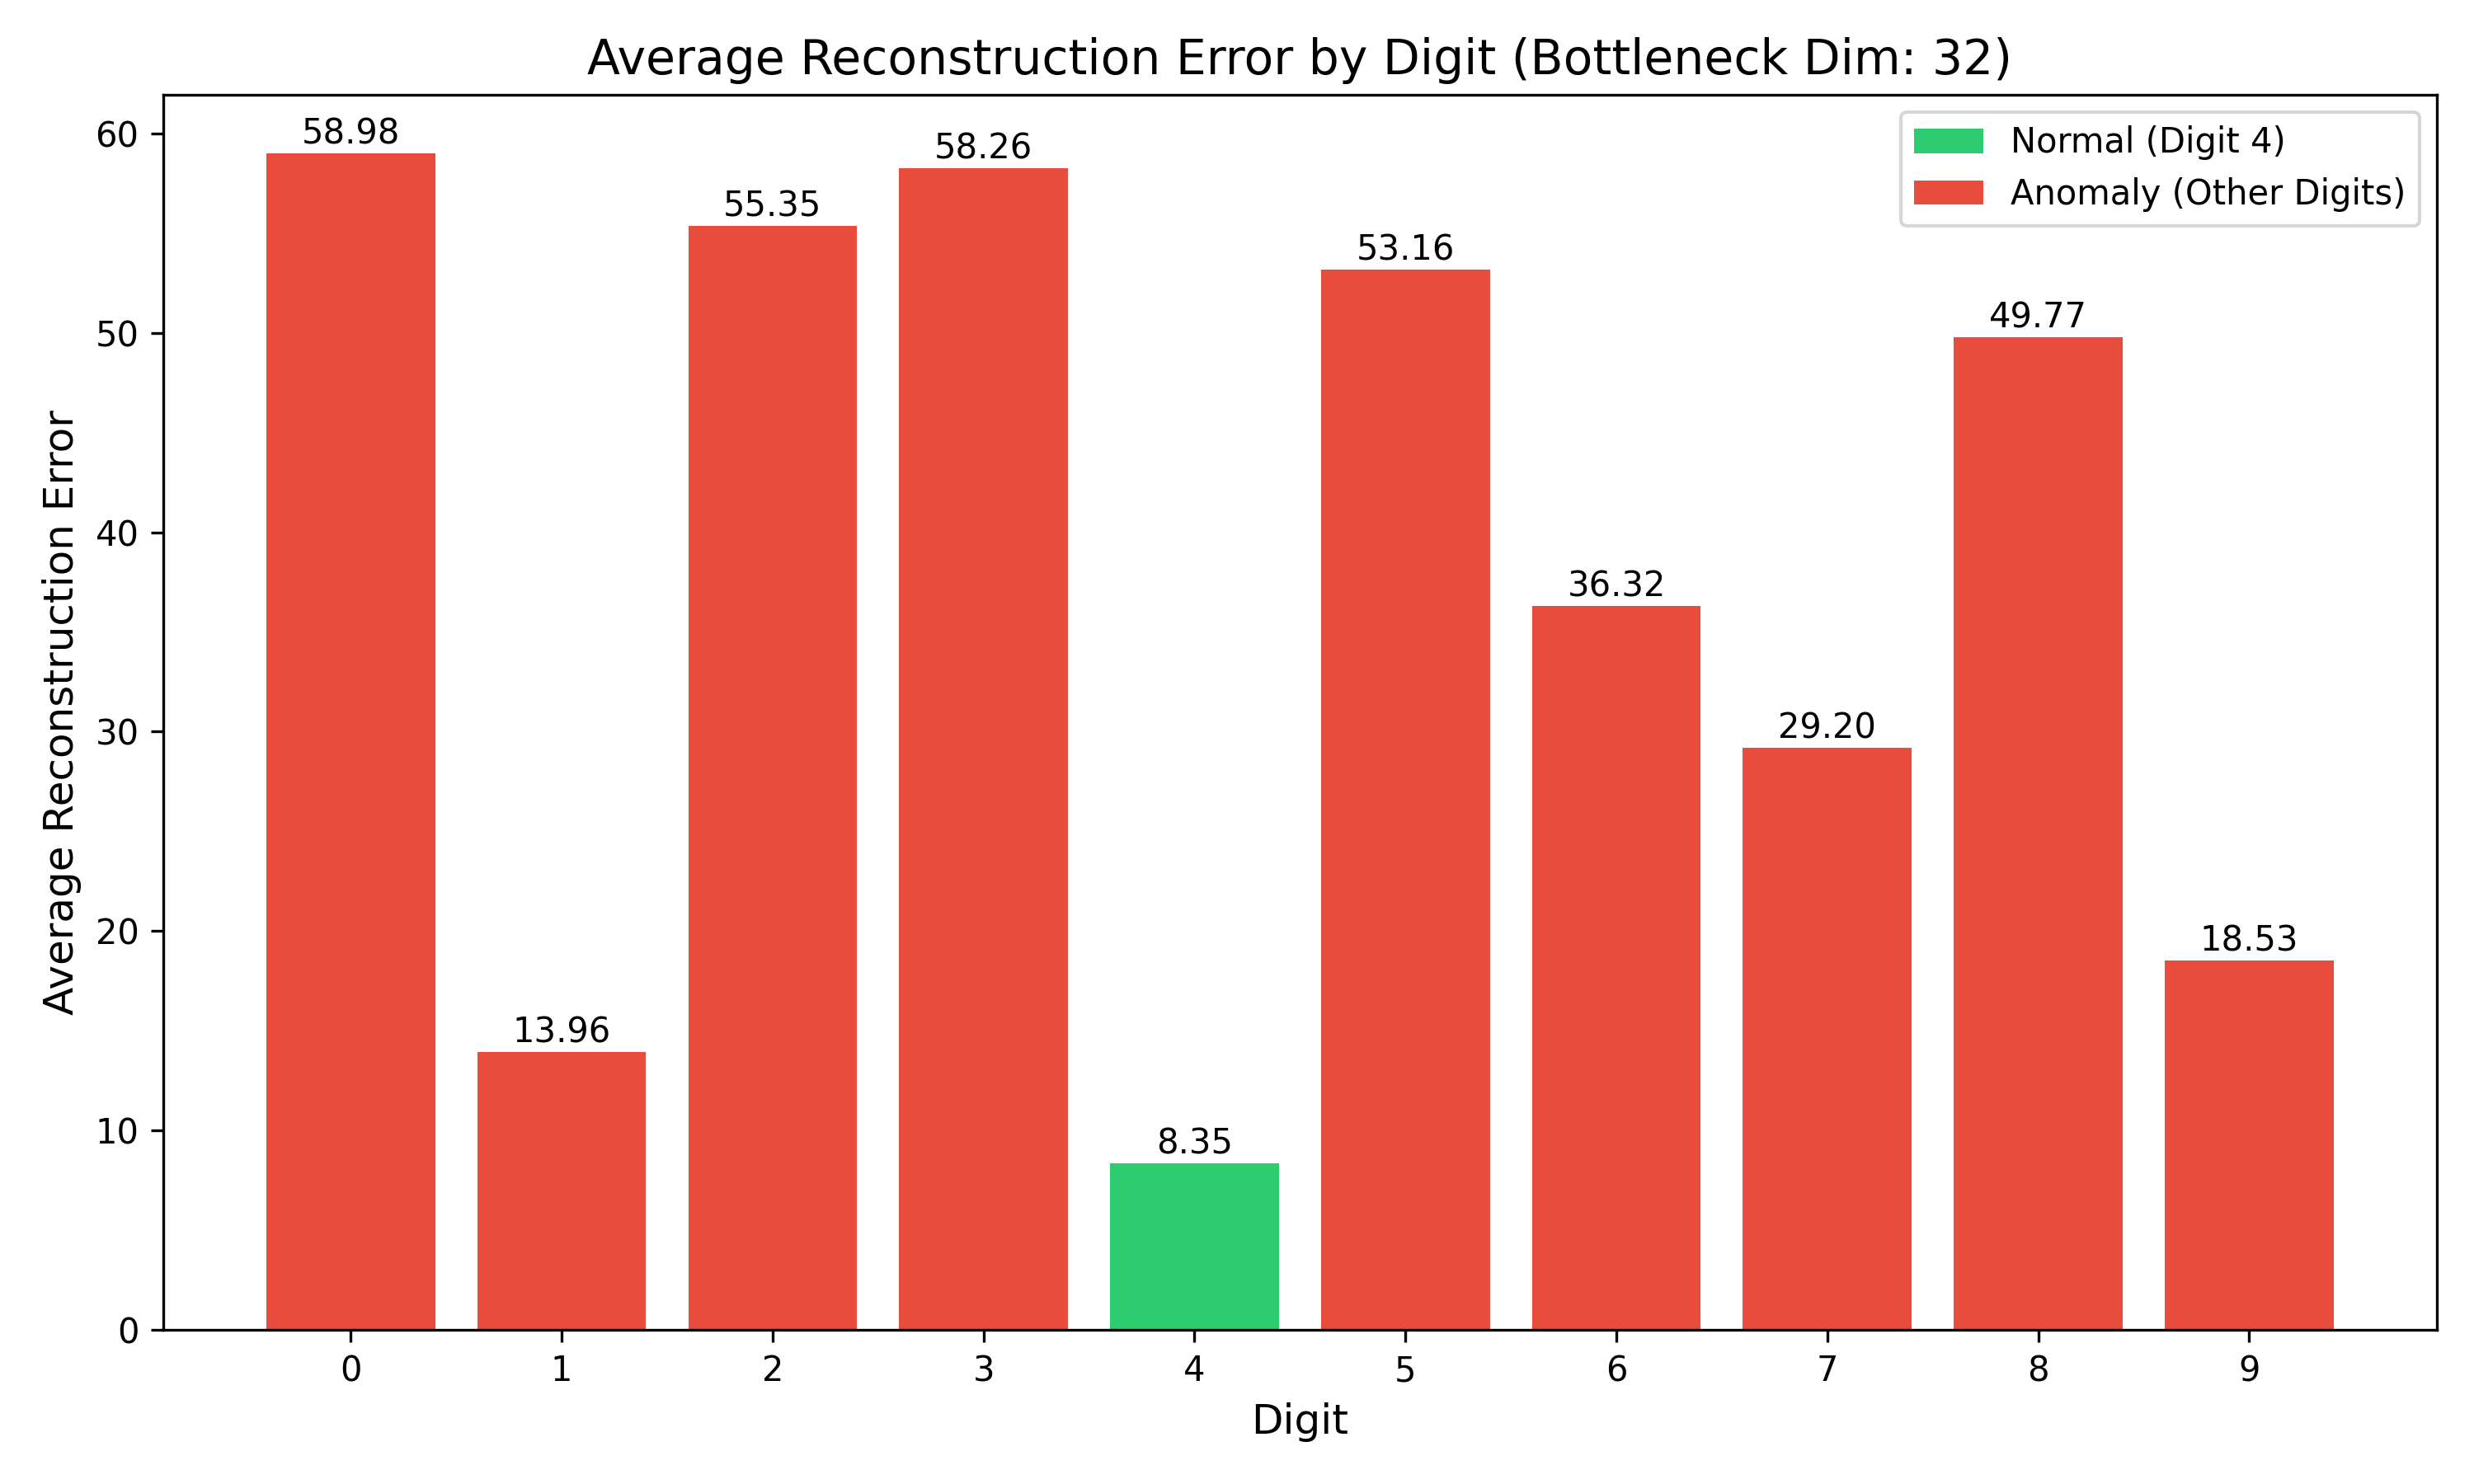 Average Reconstruction Error by Digit (Bottleneck Dim: 32)
Normal (Digit 4)
Anomaly (Other Digits)
Average Reconstruction Error
60
50
40
30
20
10
0
58.98
13.96
55.35
58.26
8.35
53.16
36.32
29.20
49.77
18.53
0 1 2 3 4 5 6 7 8 9
Digit